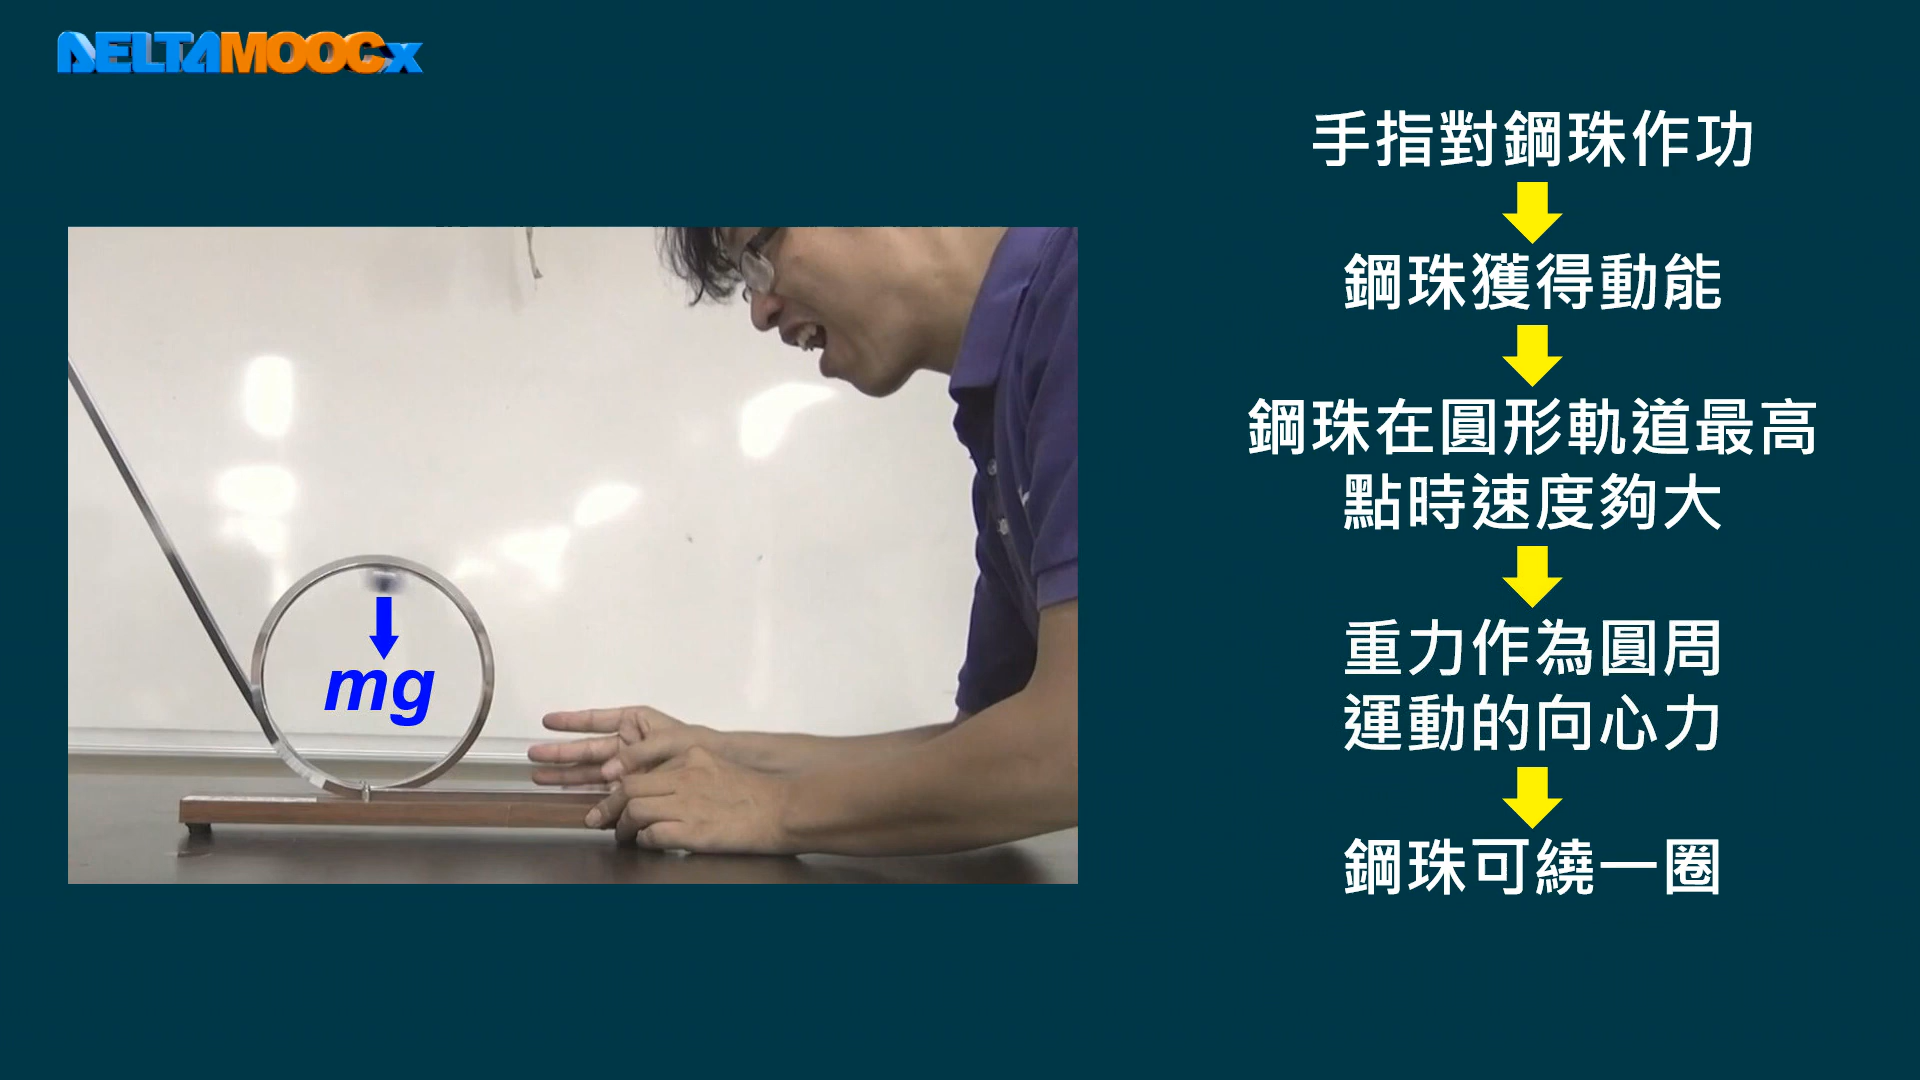 DELTAMOOCx
手指對鋼珠作功
鋼珠獲得動能
鋼珠在圓形軌道最高
點時速度夠大
重力作為圓周
運動的向心力
鋼珠可繞一圈
mg